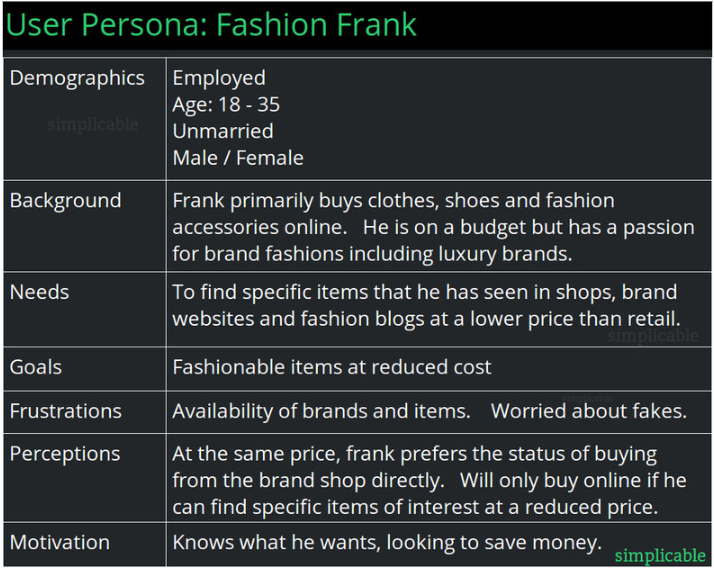 User Persona: Fashion Frank
Demographics
Employed
Age: 18 - 35
Unmarried
Male / Female
simplicable
Background
Frank primarily buys clothes, shoes and fashion
accessories online. He is on a budget but has a passion
for brand fashions including luxury brands.
Needs
To find specific items that he has seen in shops, brand
websites and fashion blogs at a lower price than retail.
simplicable
Goals
Fashionable items at reduced cost
simplicable
Frustrations
Availability of brands and items. Worried about fakes.
Perceptions
At the same price, frank prefers the status of buying
from the brand shop directly. Will only buy online if he
can find specific items of interest at a reduced price.
Motivation
Knows what he wants, looking to save money.
simplicable